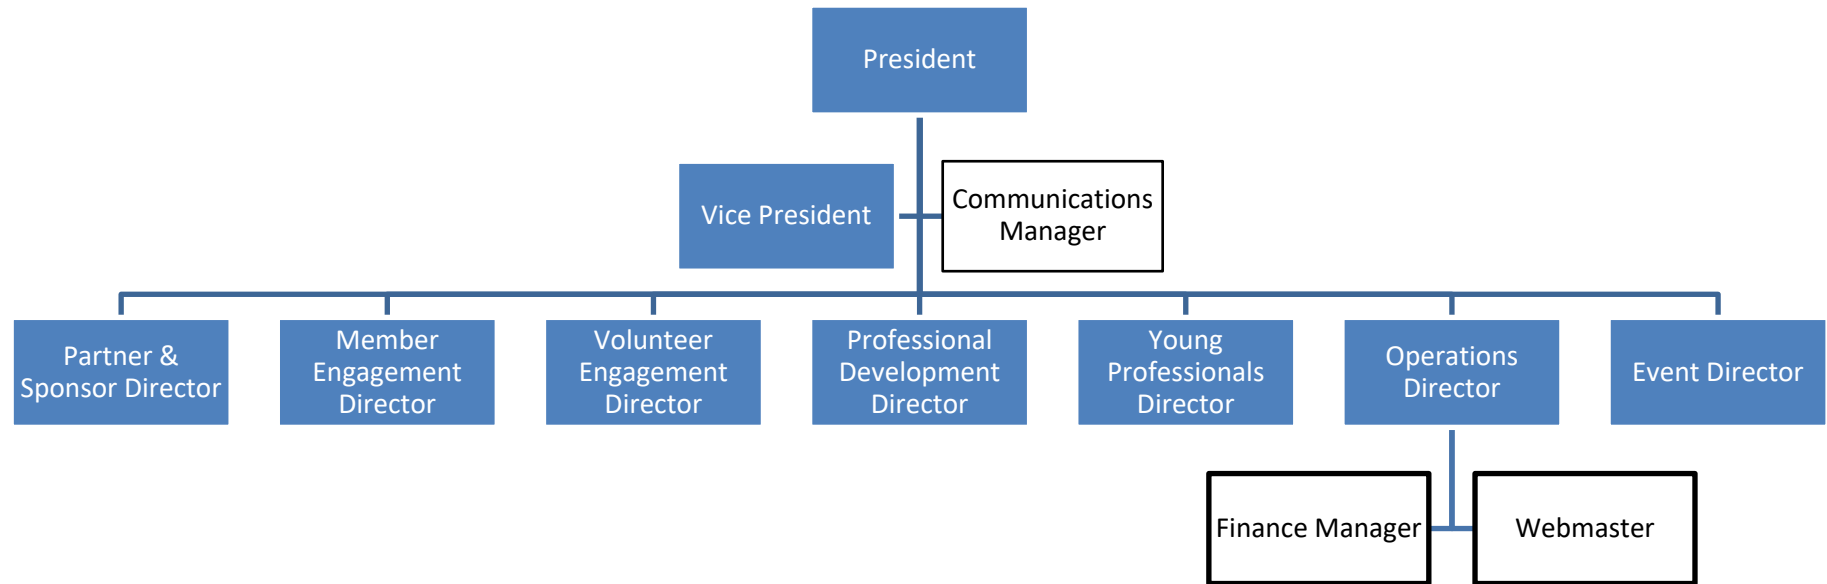 President
Vice President
Communications
Manager
Partner &
Sponsor Director
Member
Engagement
Director
Volunteer
Engagement
Director
Professional
Development
Director
Young
Professionals
Director
Operations
Director
Event Director
Finance Manager
Webmaster